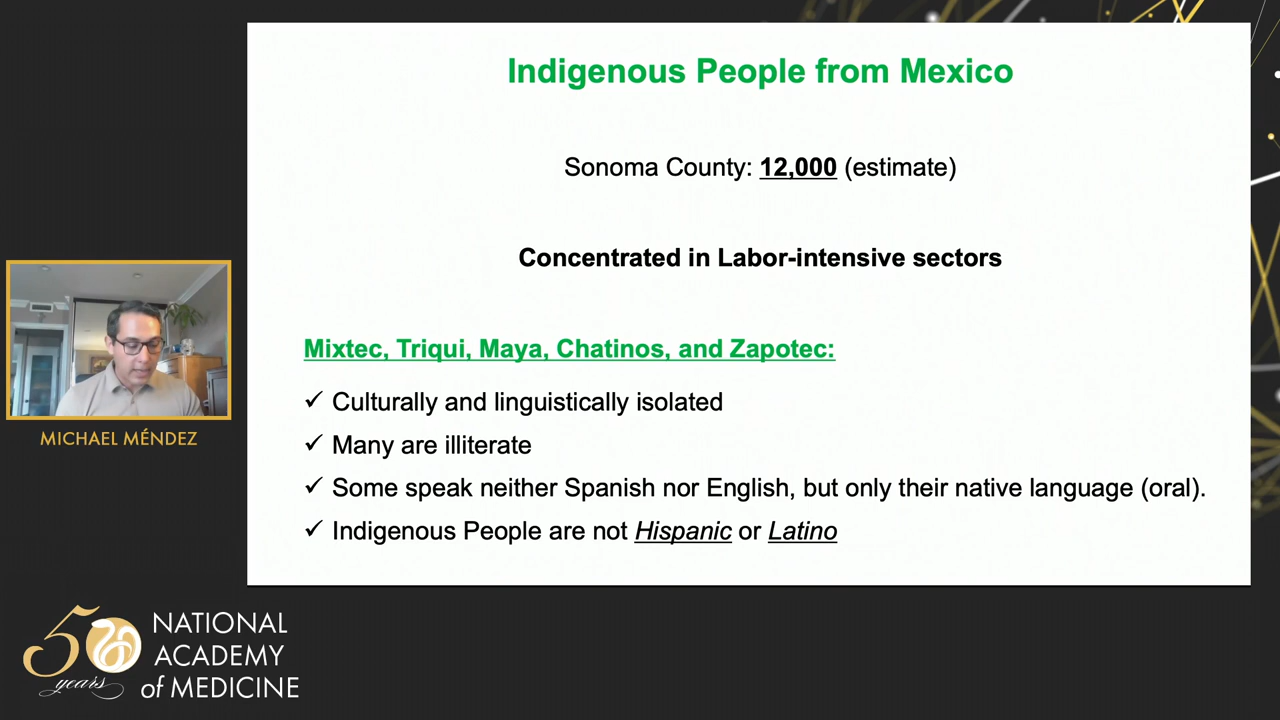 Indigenous People from Mexico
Sonoma County: 12,000 (estimate)
Concentrated in Labor-intensive sectors
Mixtec, Triqui, Maya, Chatinos, and Zapotec:
✓ Culturally and linguistically isolated
✓ Many are illiterate
✓ Some speak neither Spanish nor English, but only their native language (oral).
✓ Indigenous People are not Hispanic or Latino
MICHAEL MÉNDEZ
50 years
NATIONAL
ACADEMY
of MEDICINE